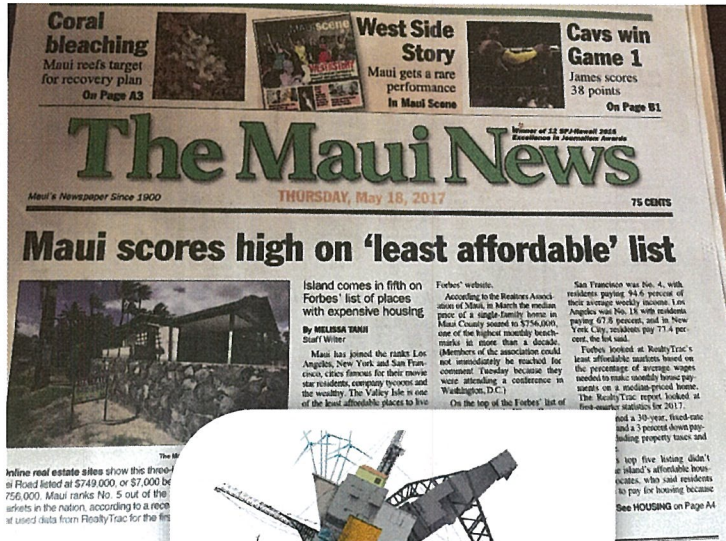 Coral
bleaching
Maui reefs target
for recovery plan
On Page A3
scene
West Side
Story
Maui gets a rare
performance
In Maui Scene
Cavs win
Game 1
James scores
38 points
On Page B1
The Maui News
Winner of 12 SPJ-Hawaii 2016
Excellence in Journalism Awards
Maui's Newspaper Since 1900
THURSDAY, May 18, 2017
75 CENTS
Maui scores high on ‘least affordable’ list
Island comes in fifth on
Forbes' list of places
with expensive housing
By MELISSA TANJI
Staff Writer
Maui has joined the ranks Los
Angeles, New York and San Fran-
cisco, cities famous for their movie
star residents, company tycoons and
the wealthy. The Valley Isle is one
of the least affordable places to live
Forbes' website.
According to the Realtors Associ-
ation of Maui, in March the median
price of a single-family home in
Maui County soared to $756,000,
one of the highest monthly bench-
marks in more than a decade.
(Members of the association could
not immediately be reached for
comment Tuesday because they
were attending a conference in
Washington, D.C.)
On the top of the Forbes' list of
San Francisco was No. 4, with
residents paying 94.6 percent of
their average weekly income. Los
Angeles was No. 18 with residents
paying 67.8 percent, and in New
York City, residents pay 77.4 per-
cent, the list said.
Forbes looked at RealtyTrac's
least affordable markets based on
the percentage of average wages
needed to make monthly house pay-
ments on a median-priced home.
The RealtyTrac report looked at
first-quarter statistics for 2017,
a 30-year, fixed-rate
and a 3 percent down pay-
property taxes and
top five listing didn't
island's affordable hous-
who said residents
to pay for housing because
See HOUSING on Page A4
The
Online real estate sites show this three-
Road listed at $749,000, or $7,000 be
756,000. Maui ranks No. 5 out of the
markets in the nation, according to a rece
used data from RealtyTrac for the firs